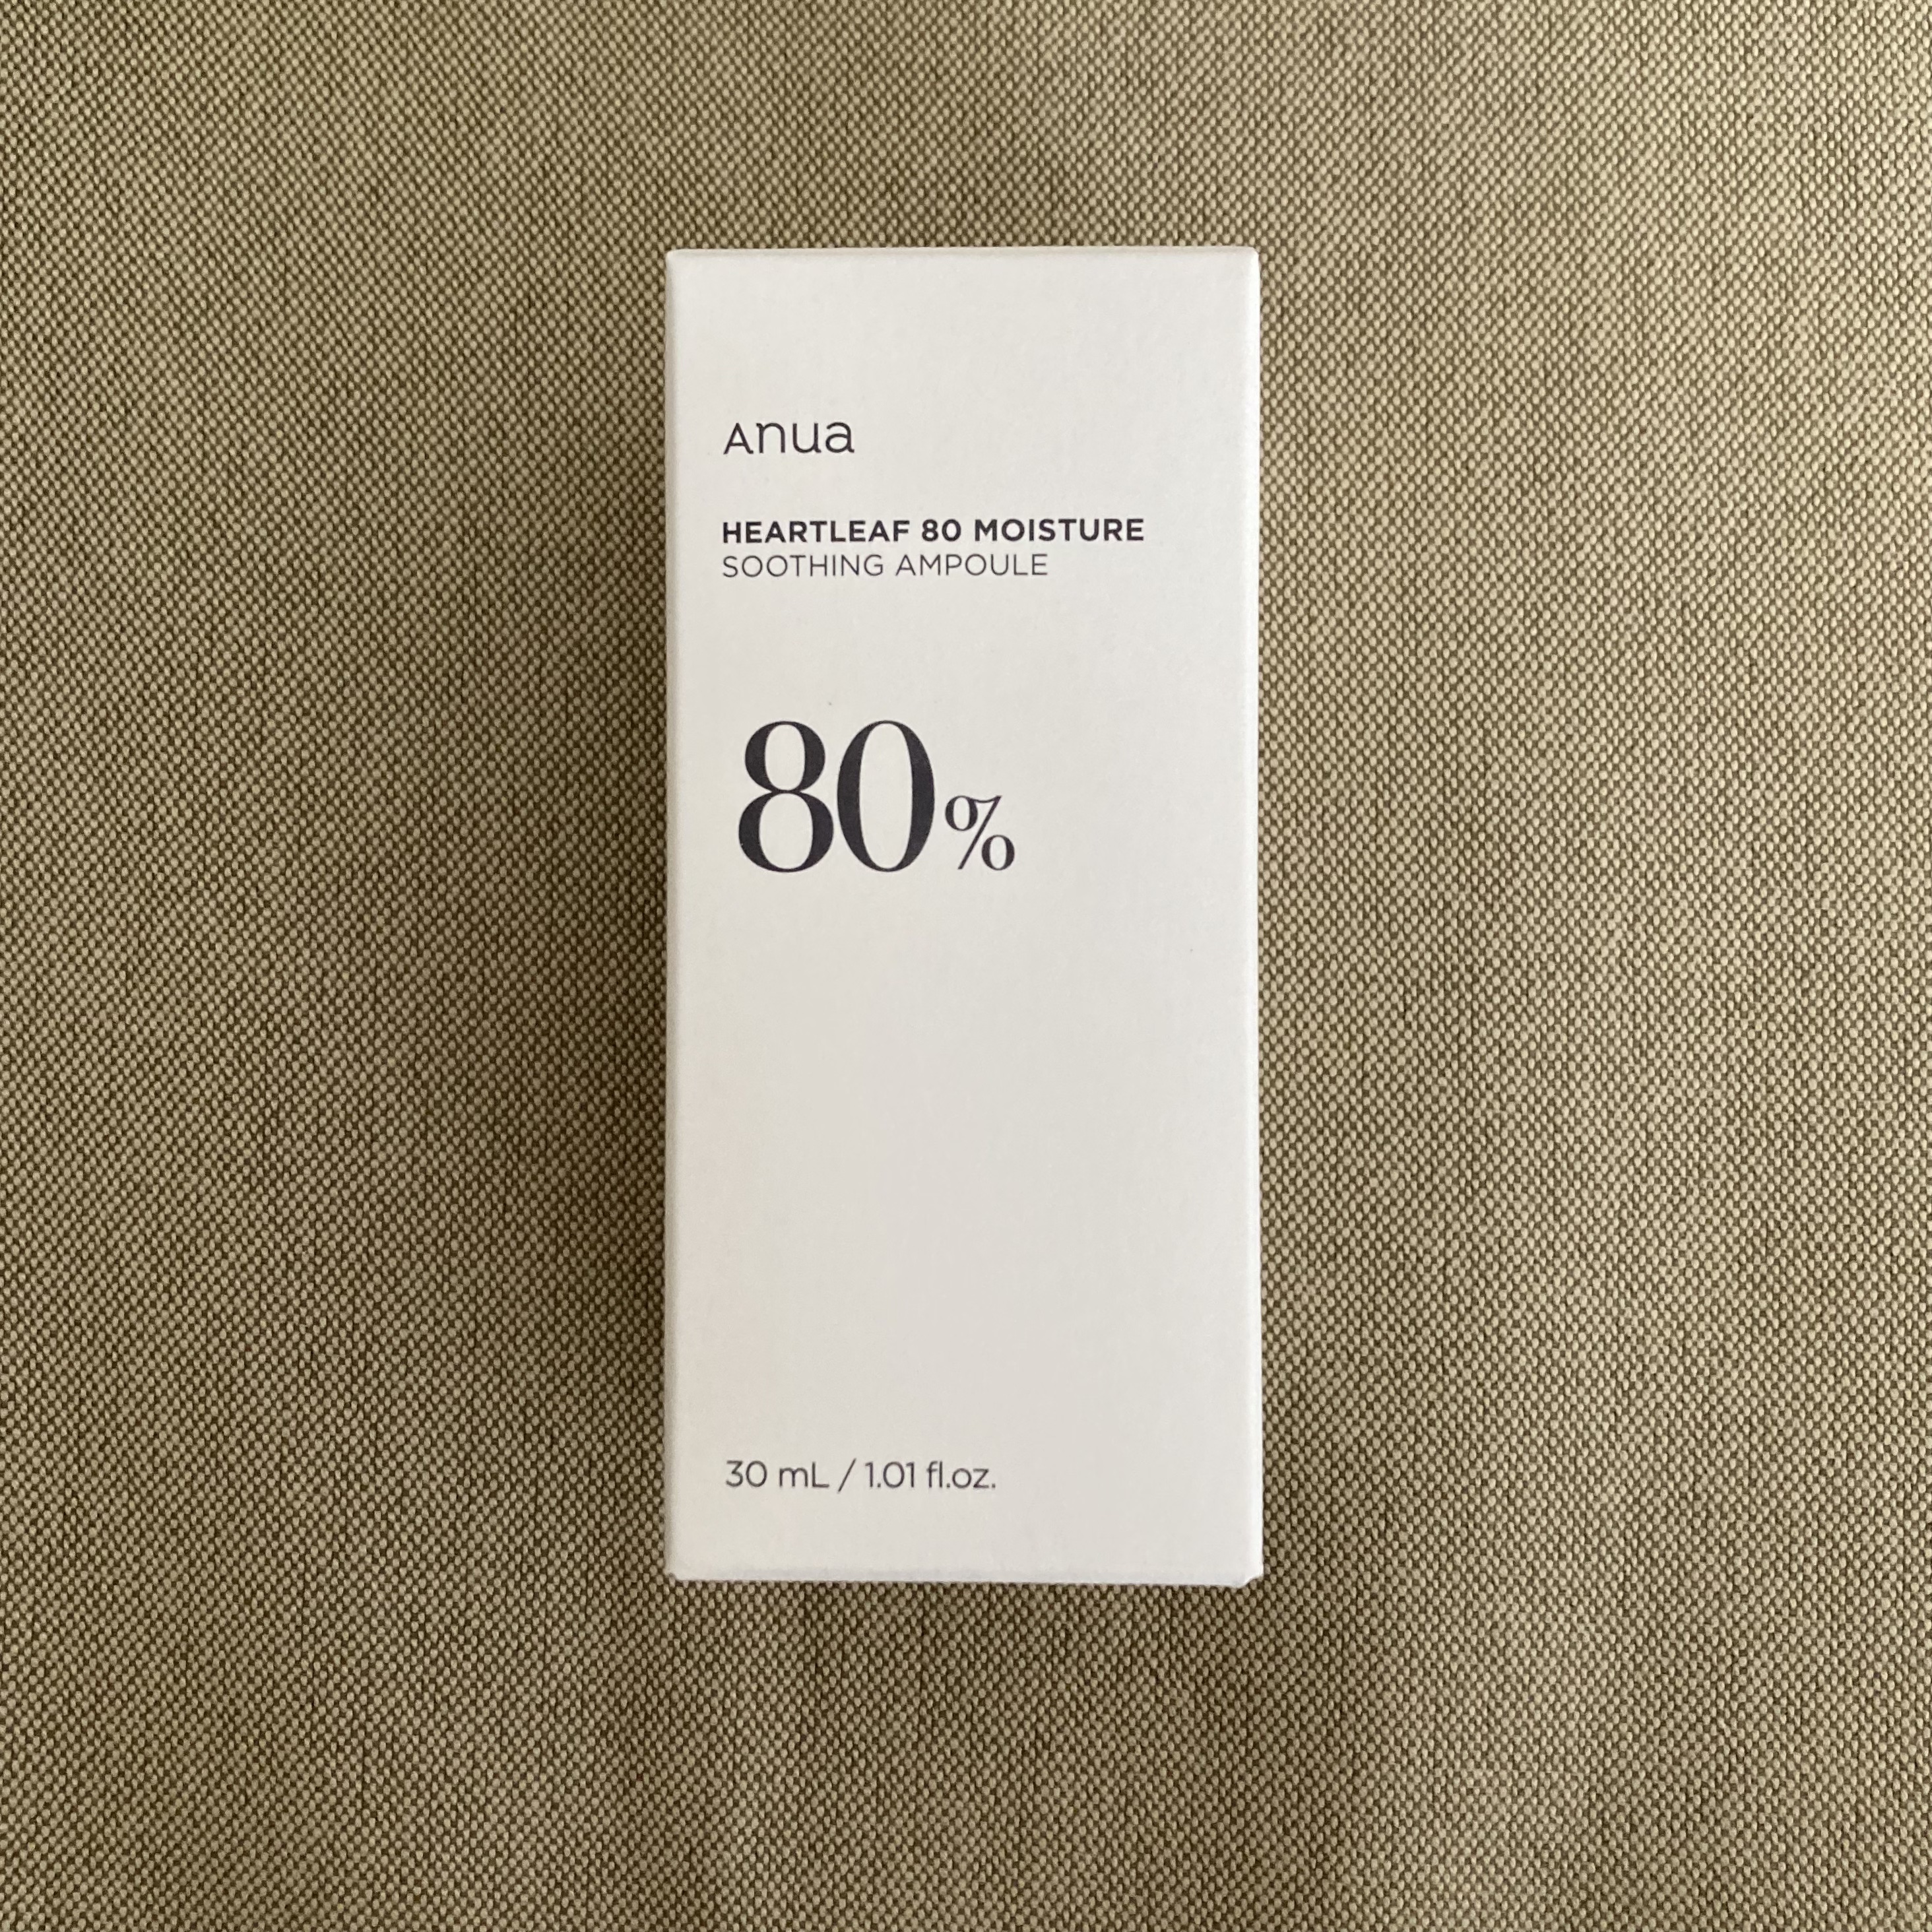 Anua
HEARTLEAF 80 MOISTURE
SOOTHING AMPOULE
80%
30 mL / 1.01 fl.oz.